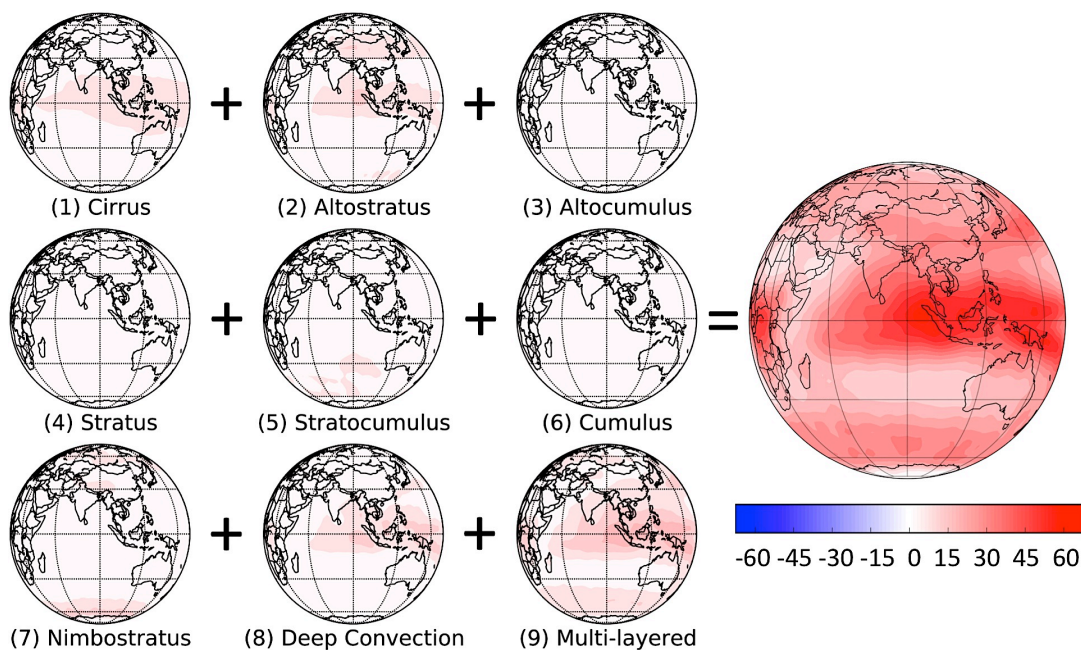 + +
(1) Cirrus (2) Altostratus (3) Altocumulus
+ + =
(4) Stratus (5) Stratocumulus (6) Cumulus
+ +
(7) Nimbostratus (8) Deep Convection (9) Multi-layered
-60 -45 -30 -15 0 15 30 45 60